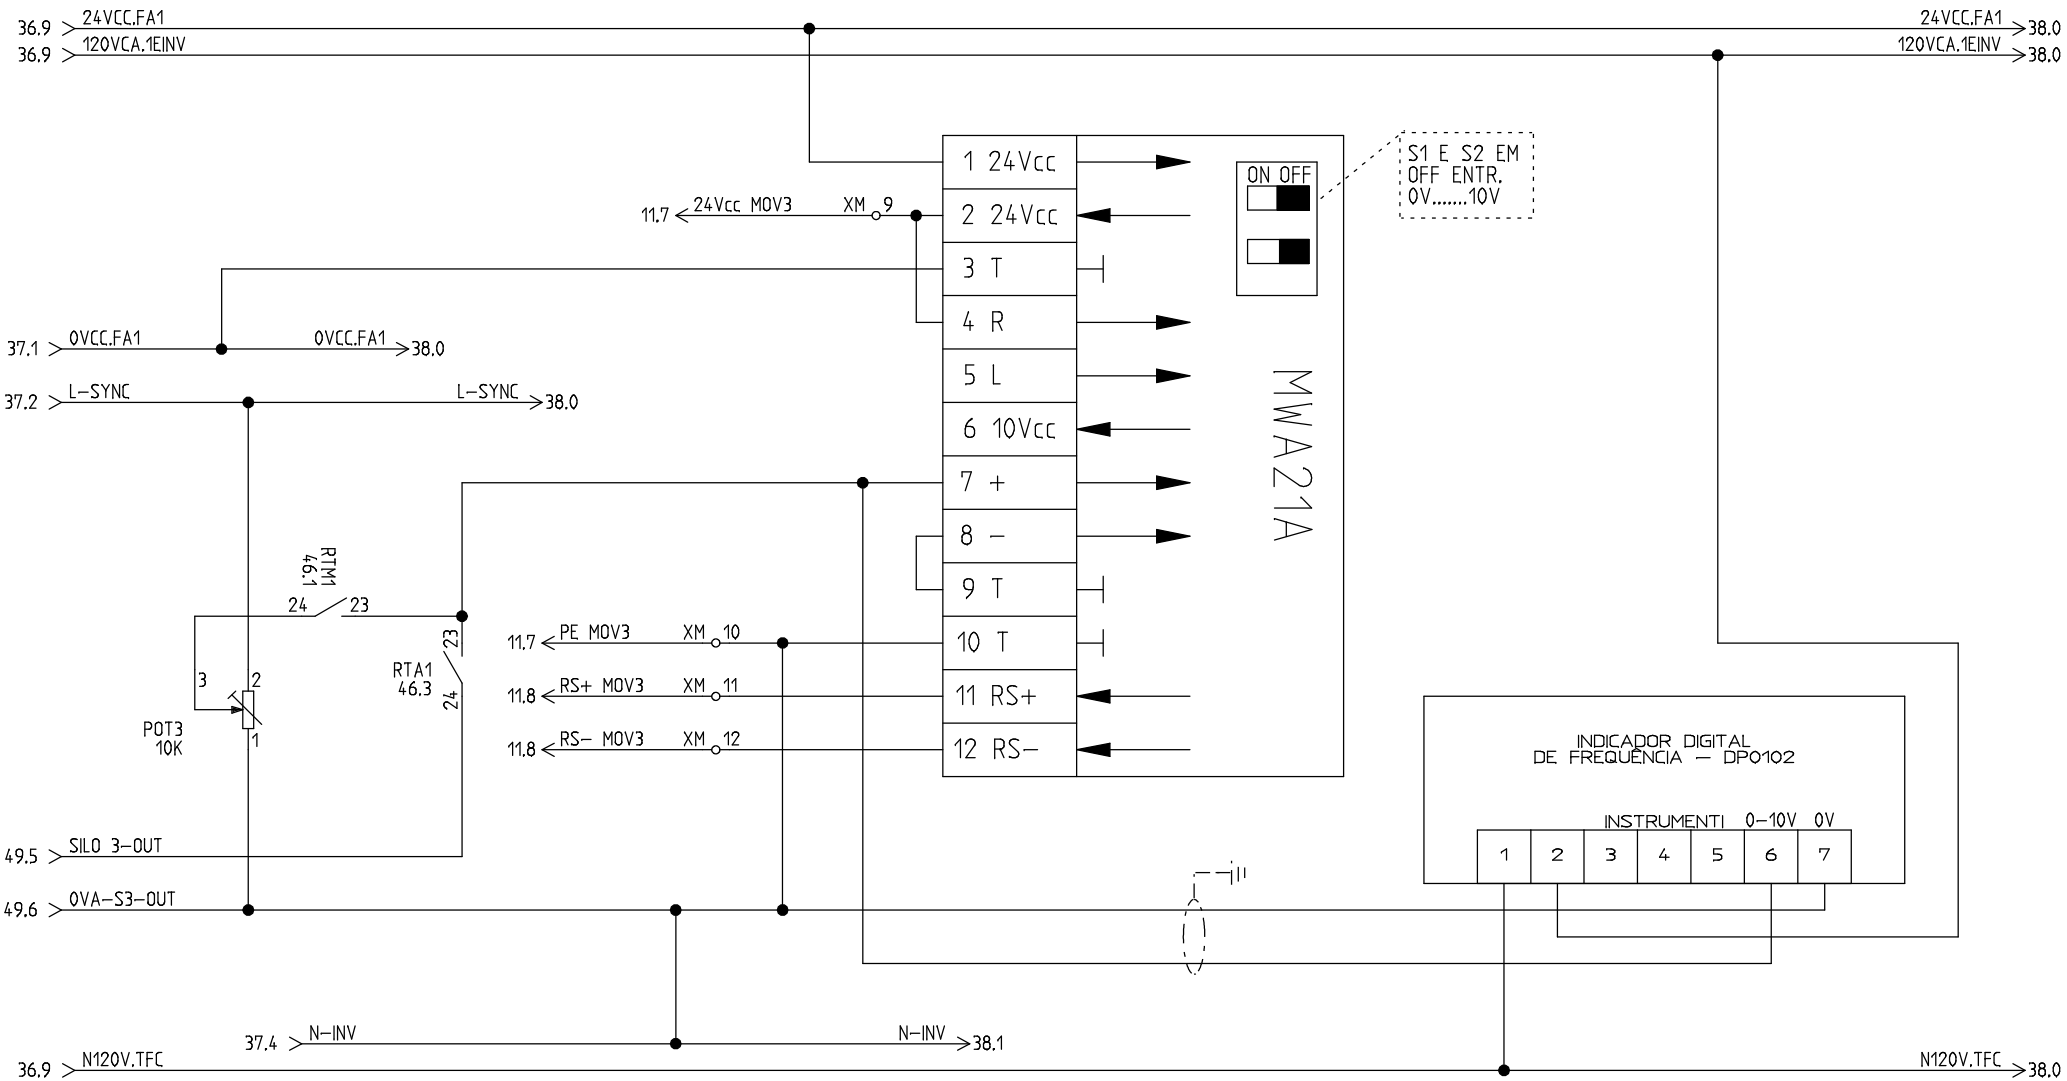 36.9 24VCC.FA1 24VCC.FA1 38.0
36.9 120VCA.1EINV 120VCA.1EINV 38.0
S1 E S2 EM
OFF ENTR.
0V.......10V
ON OFF
1 24Vcc
11.7 24Vcc MOV3 XM 9
2 24Vcc
3 T
4 R
5 L
6 10Vcc
7 +
8 -
9 T
10 T
11 RS+
12 RS-
MWA21A
37.1 0VCC.FA1 0VCC.FA1 38.0
37.2 L-SYNC L-SYNC 38.0
RTM1
46.1
24 23
23
RTA1
46.3
24
3 2
POT3
10K
1
11.7 PE MOV3 XM 10
11.8 RS+ MOV3 XM 11
11.8 RS- MOV3 XM 12
INDICADOR DIGITAL
DE FREQUÊNCIA - DP0102
INSTRUMENTI 0-10V 0V
1 2 3 4 5 6 7
49.5 SILO 3-OUT
49.6 0VA-S3-OUT
37.4 N-INV N-INV 38.1
36.9 N120V.TFC N120V.TFC 38.0